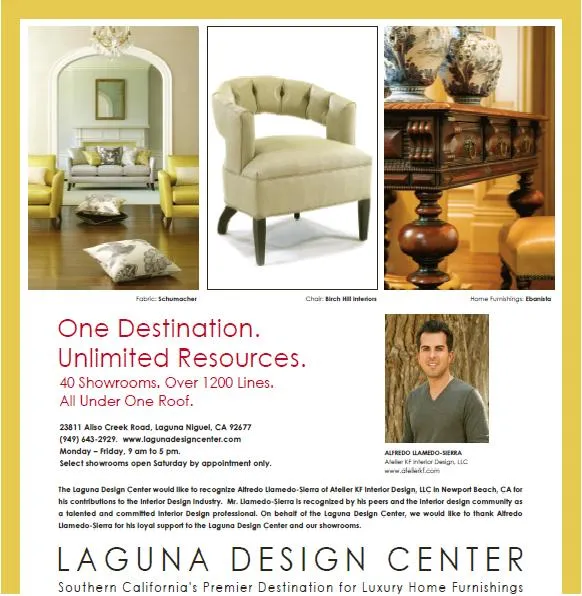 Fabric: Schumacher
Chair: Birch Hill Interiors
Home Furnishings: Ebanista
One Destination.
Unlimited Resources.
40 Showrooms. Over 1200 Lines.
All Under One Roof.
23811 Aliso Creek Road, Laguna Niguel, CA 92677
(949) 643-2929. www.lagunadesigncenter.com
Monday – Friday, 9 am to 5 pm.
Select showrooms open Saturday by appointment only.
ALFREDO LLAMEDO-SIERRA
Atelier KF Interior Design, LLC
www.atelierkf.com
The Laguna Design Center would like to recognize Alfredo Llamedo-Sierra of Atelier KF Interior Design, LLC in Newport Beach, CA for
his contributions to the Interior Design Industry. Mr. Llamedo-Sierra is recognized by his peers and the interior design community as
a talented and committed Interior Design professional. On behalf of the Laguna Design Center, we would like to thank Alfredo
Llamedo-Sierra for his loyal support to the Laguna Design Center and our showrooms.
LAGUNA DESIGN CENTER
Southern California's Premier Destination for Luxury Home Furnishings